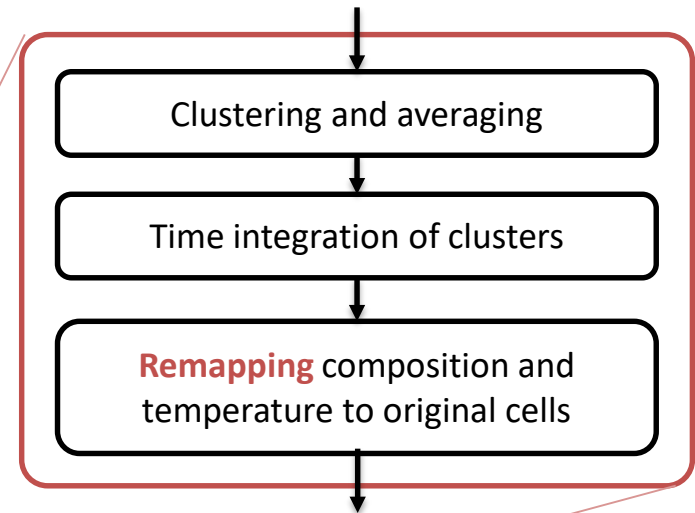 Clustering and averaging
Time integration of clusters
Remapping composition and
temperature to original cells